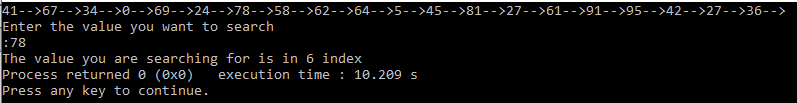 41-->67-->34-->0-->69-->24-->78-->58-->62-->64-->5-->45-->81-->27-->61-->91-->95-->42-->27-->36-->
Enter the value you want to search
:78
The value you are searching for is in 6 index
Process returned 0 (0x0)   execution time : 10.209 s
Press any key to continue.